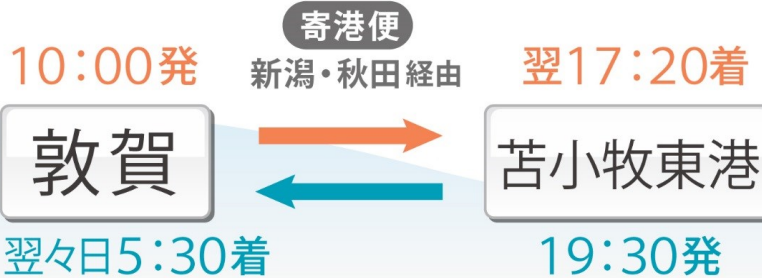 寄港便
10:00発
新潟・秋田経由
翌17:20着
敦賀
苫小牧東港
翌々日5:30着
19:30発